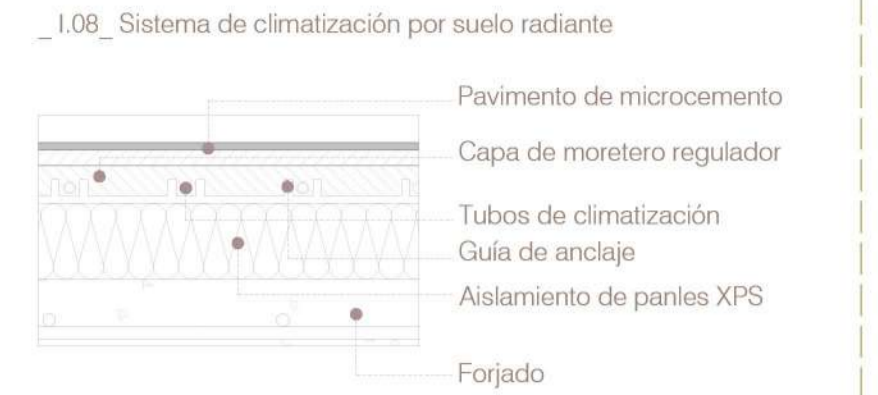 _ 1.08_ Sistema de climatización por suelo radiante
Pavimento de microcemento
Capa de moretero regulador
Tubos de climatización
Guía de anclaje
Aislamiento de panles XPS
Forjado